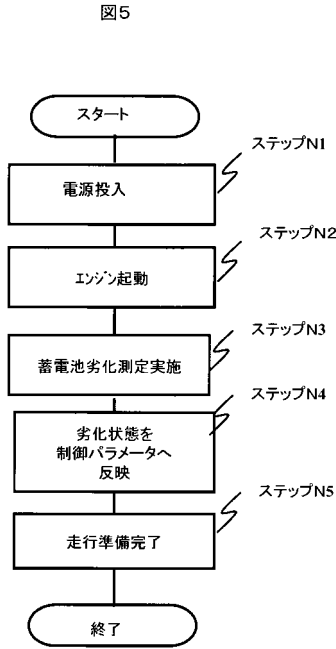 図5
スタート
ステップN1
電源投入
ステップN2
エンジン起動
ステップN3
蓄電池劣化測定実施
ステップN4
劣化状態を
制御パラメータへ
反映
ステップN5
走行準備完了
終了